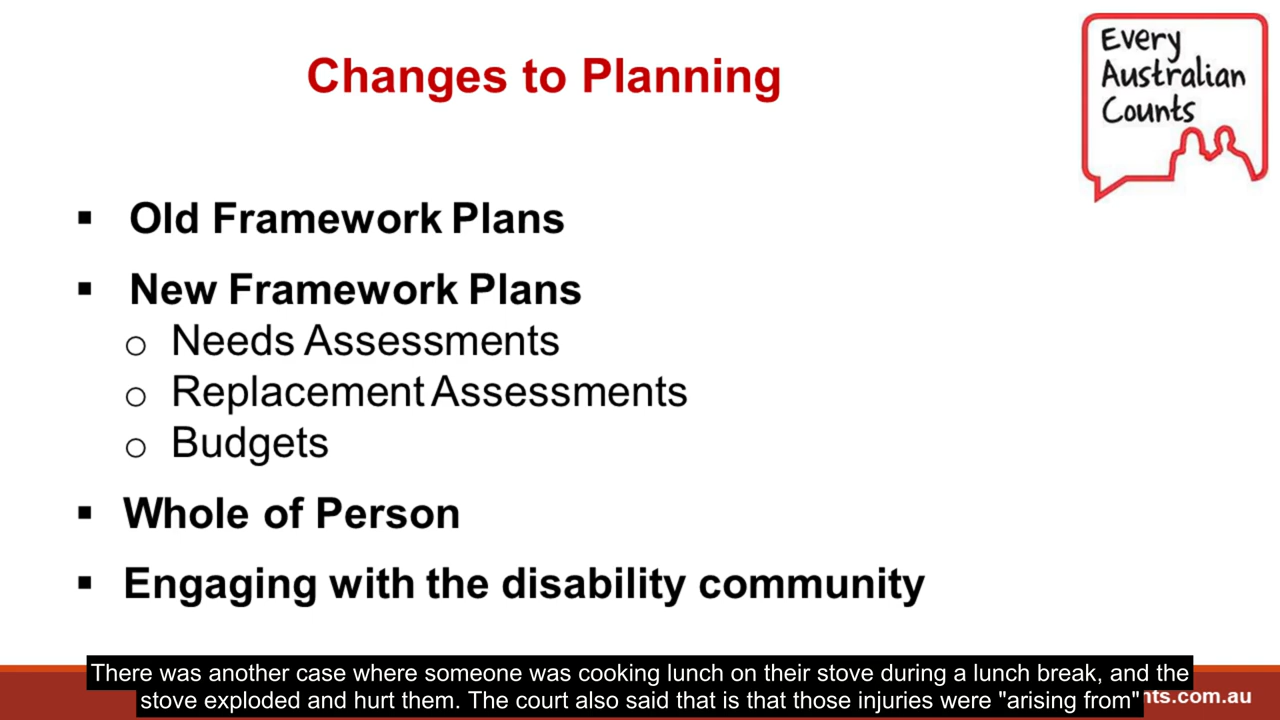 Changes to Planning
Every
Australian
Counts
▪ Old Framework Plans
▪ New Framework Plans
o Needs Assessments
o Replacement Assessments
o Budgets
▪ Whole of Person
▪ Engaging with the disability community
There was another case where someone was cooking lunch on their stove during a lunch break, and the
stove exploded and hurt them. The court also said that is that those injuries were "arising from"
nts.com.au